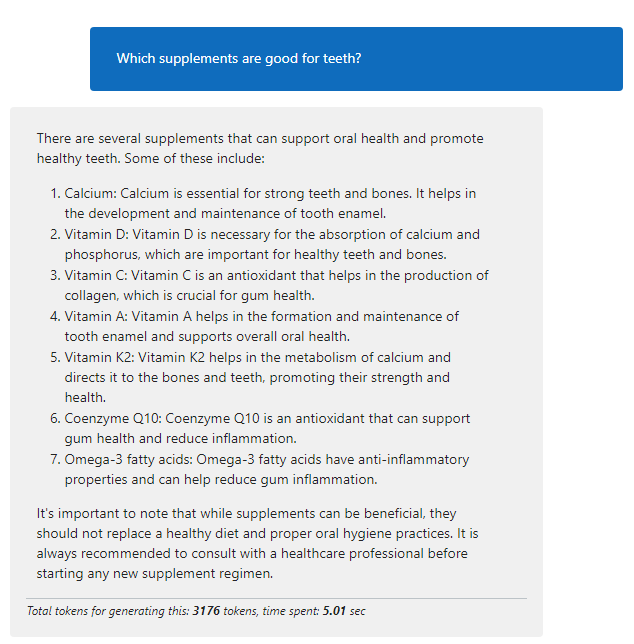 Which supplements are good for teeth?
There are several supplements that can support oral health and promote
healthy teeth. Some of these include:
1. Calcium: Calcium is essential for strong teeth and bones. It helps in
the development and maintenance of tooth enamel.
2. Vitamin D: Vitamin D is necessary for the absorption of calcium and
phosphorus, which are important for healthy teeth and bones.
3. Vitamin C: Vitamin C is an antioxidant that helps in the production of
collagen, which is crucial for gum health.
4. Vitamin A: Vitamin A helps in the formation and maintenance of
tooth enamel and supports overall oral health.
5. Vitamin K2: Vitamin K2 helps in the metabolism of calcium and
directs it to the bones and teeth, promoting their strength and
health.
6. Coenzyme Q10: Coenzyme Q10 is an antioxidant that can support
gum health and reduce inflammation.
7. Omega-3 fatty acids: Omega-3 fatty acids have anti-inflammatory
properties and can help reduce gum inflammation.
It's important to note that while supplements can be beneficial, they
should not replace a healthy diet and proper oral hygiene practices. It is
always recommended to consult with a healthcare professional before
starting any new supplement regimen.
Total tokens for generating this: 3176 tokens, time spent: 5.01 sec